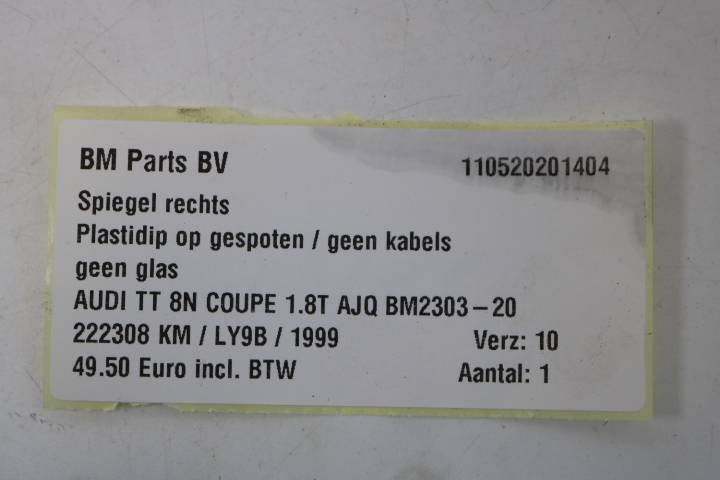 BM Parts BV 110520201404
Spiegel rechts
Plastidip op gespoten / geen kabels
geen glas
AUDI TT 8N COUPE 1.8T AJQ BM2303-20
222308 KM / LY9B / 1999 Verz: 10
49.50 Euro incl. BTW Aantal: 1